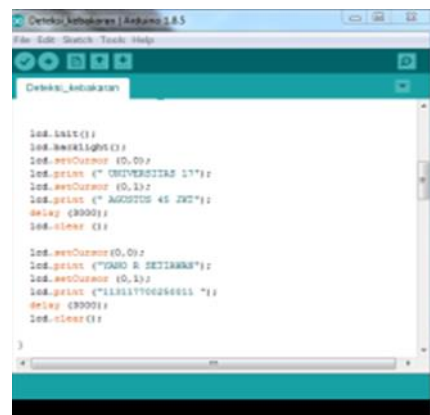 Deteksi_kebakaran | Arduino 1.8.5
File Edit Sketch Tools Help
Deteksi_kebakaran
lcd.init();
lcd.backlight();
lcd.setCursor (0,0);
lcd.print (" UNIVERSITAS 17");
lcd.setCursor (0,1);
lcd.print (" AGUSTUS 45 JKT");
delay (3000);
lcd.clear ();
lcd.setCursor(0,0);
lcd.print ("YANO R SETIAWAN");
lcd.setCursor (0,1);
lcd.print
delay (3000);
lcd.clear();
}